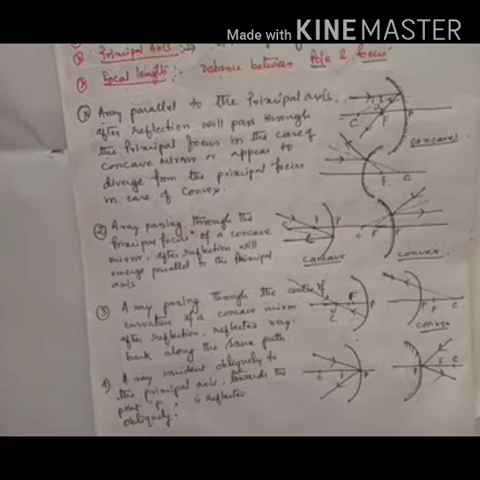 Made with KINEMASTER
Principal Axis :-
Focal length :- Distance between Pole & focus.
① A ray parallel to the Principal axis,
after reflection will pass through
the Principal focus in the case of
concave mirror or appear to
diverge from the principal focus
in case of convex.
concave
② A ray passing through the
Principal focus of a concave
mirror, after reflection will
emerge parallel to the Principal
axis
concave
convex
③ A ray passing through the centre of
curvature of a concave mirror
after reflection, reflected
back along the same path
convex
4) A ray incident obliquely to
the principal axis, towards the
point P, is reflected
obliquely.